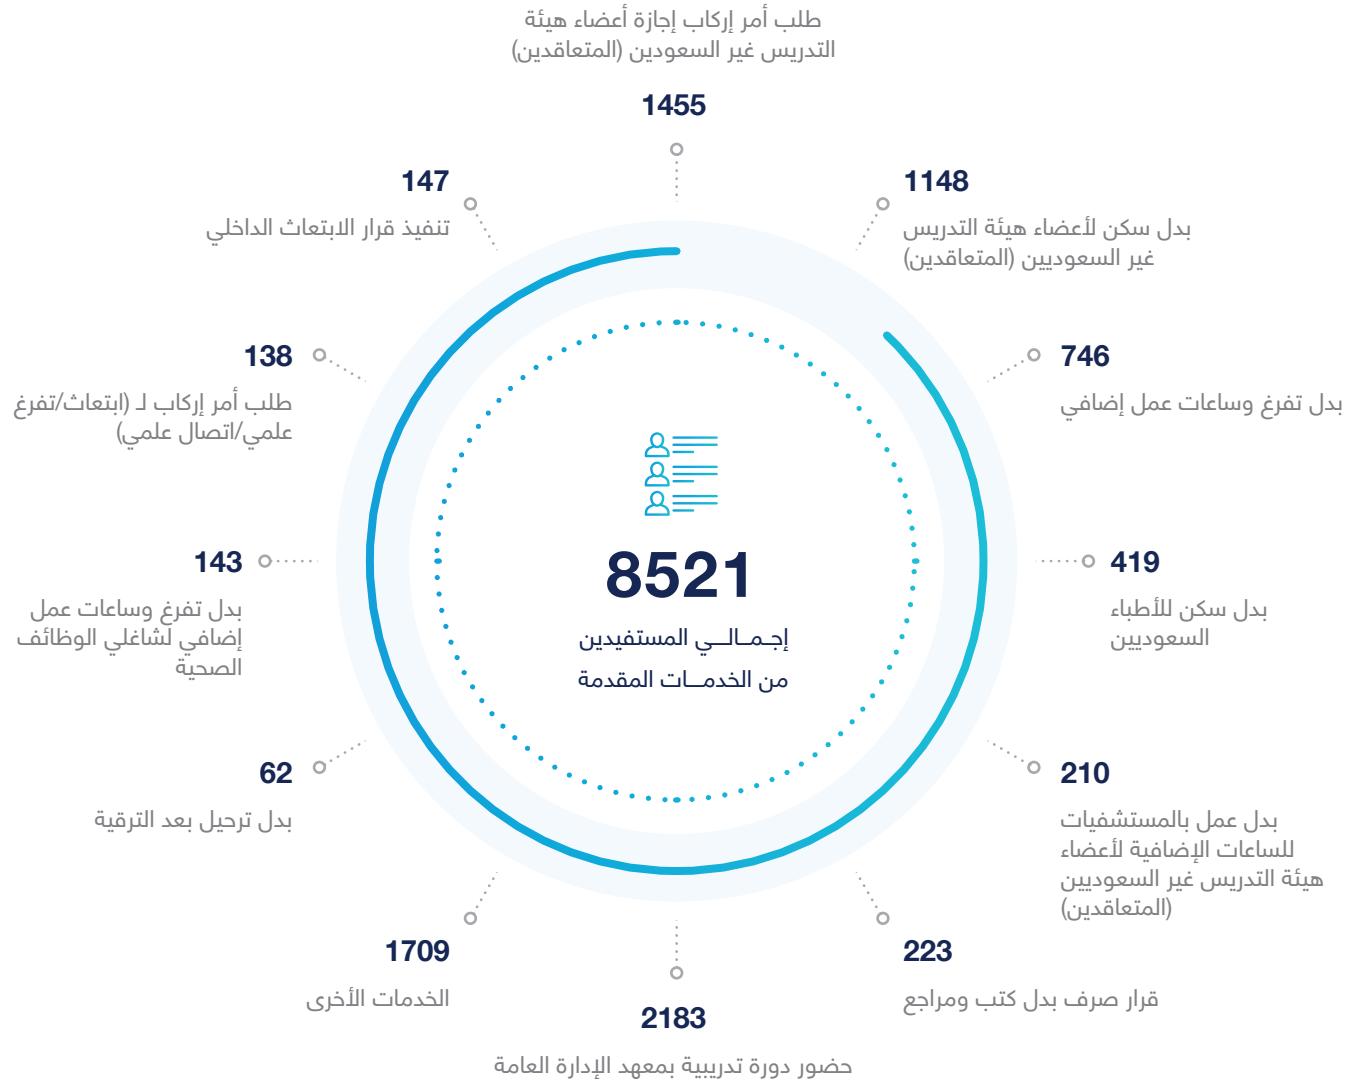 طلب أمر إركاب إجازة أعضاء هيئة
التدريس غير السعودين (المتعاقدين)
1455
1148
بدل سكن لأعضاء هيئة التدريس
غير السعوديين (المتعاقدين)
746
بدل تفرغ وساعات عمل إضافي
419
بدل سكن للأطباء
السعوديين
210
بدل عمل بالمستشفيات
للساعات الإضافية لأعضاء
هيئة التدريس غير السعوديين
(المتعاقدين)
223
قرار صرف بدل كتب ومراجع
2183
حضور دورة تدريبية بمعهد الإدارة العامة
1709
الخدمات الأخرى
62
بدل ترحيل بعد الترقية
143
بدل تفرغ وساعات عمل
إضافي لشاغلي الوظائف
الصحية
138
طلب أمر إركاب لـ (ابتعاث/تفرغ
علمي/اتصال علمي)
147
تنفيذ قرار الابتعاث الداخلي
8521
إجـمــالــي المستفيدين
من الخدمــات المقدمة